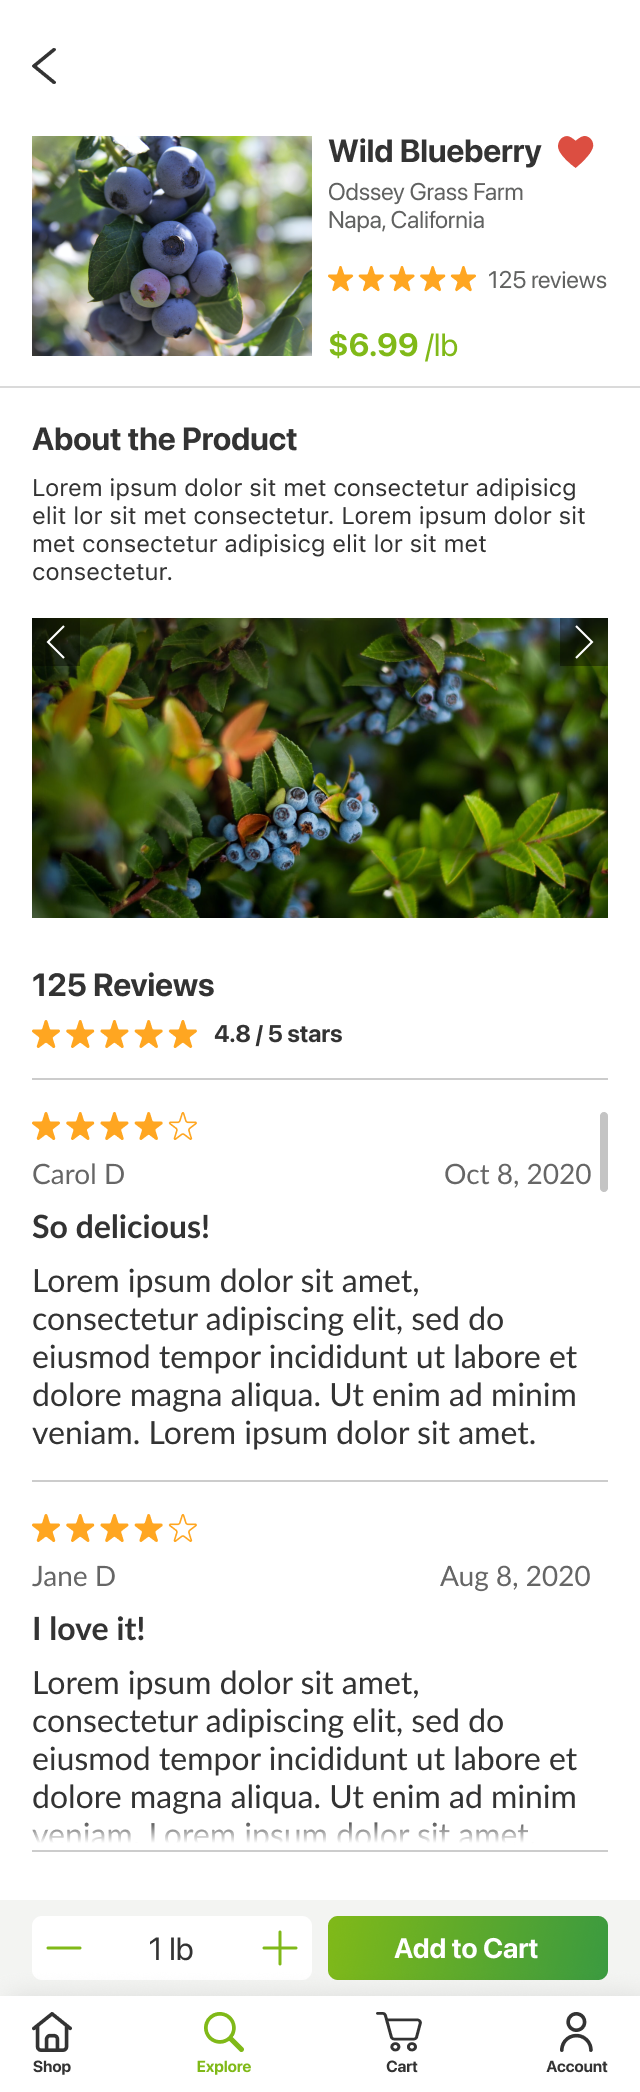 Wild Blueberry
Odssey Grass Farm
Napa, California
125 reviews
$6.99 /lb
About the Product
Lorem ipsum dolor sit met consectetur adipisicg
elit lor sit met consectetur. Lorem ipsum dolor sit
met consectetur adipisicg elit lor sit met
consectetur.
125 Reviews
4.8 / 5 stars
Carol D
Oct 8, 2020
So delicious!
Lorem ipsum dolor sit amet,
consectetur adipiscing elit, sed do
eiusmod tempor incididunt ut labore et
dolore magna aliqua. Ut enim ad minim
veniam. Lorem ipsum dolor sit amet.
Jane D
Aug 8, 2020
I love it!
Lorem ipsum dolor sit amet,
consectetur adipiscing elit, sed do
eiusmod tempor incididunt ut labore et
dolore magna aliqua. Ut enim ad minim
veniam. Lorem ipsum dolor sit amet
1 lb
Add to Cart
Shop
Explore
Cart
Account